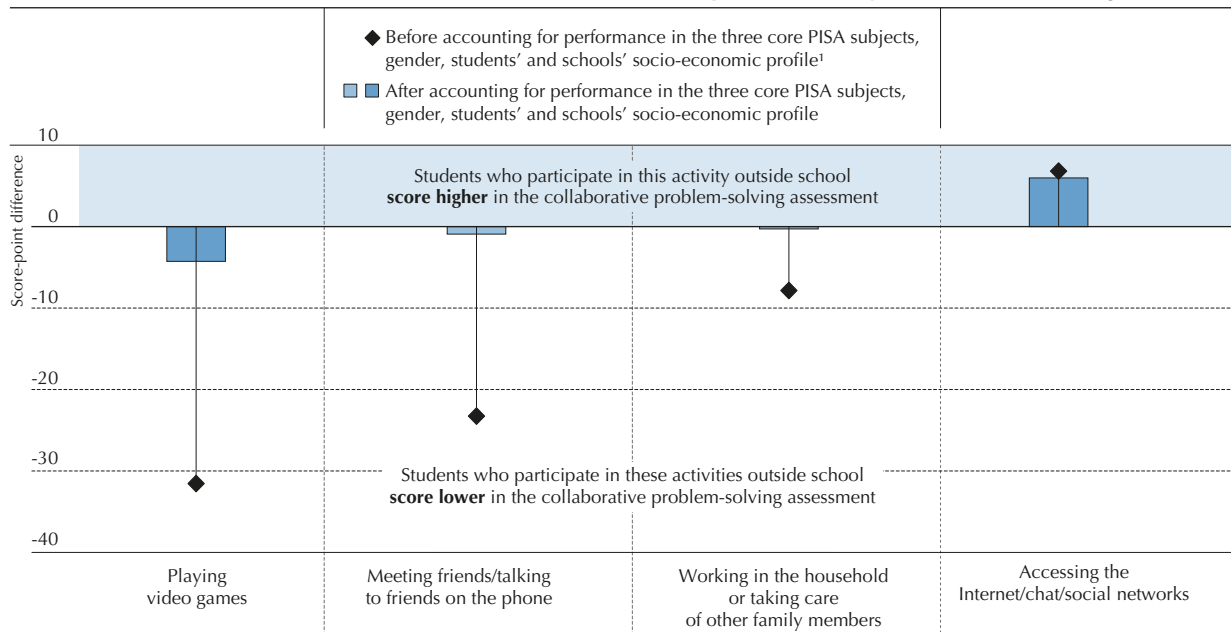 Before accounting for performance in the three core PISA subjects,
gender, students’ and schools’ socio-economic profile¹
After accounting for performance in the three core PISA subjects,
gender, students’ and schools’ socio-economic profile
Score-point difference
10
0
-10
-20
-30
-40
Students who participate in this activity outside school
score higher in the collaborative problem-solving assessment
Students who participate in these activities outside school
score lower in the collaborative problem-solving assessment
Playing
video games
Meeting friends/talking
to friends on the phone
Working in the household
or taking care
of other family members
Accessing the
Internet/chat/social networks